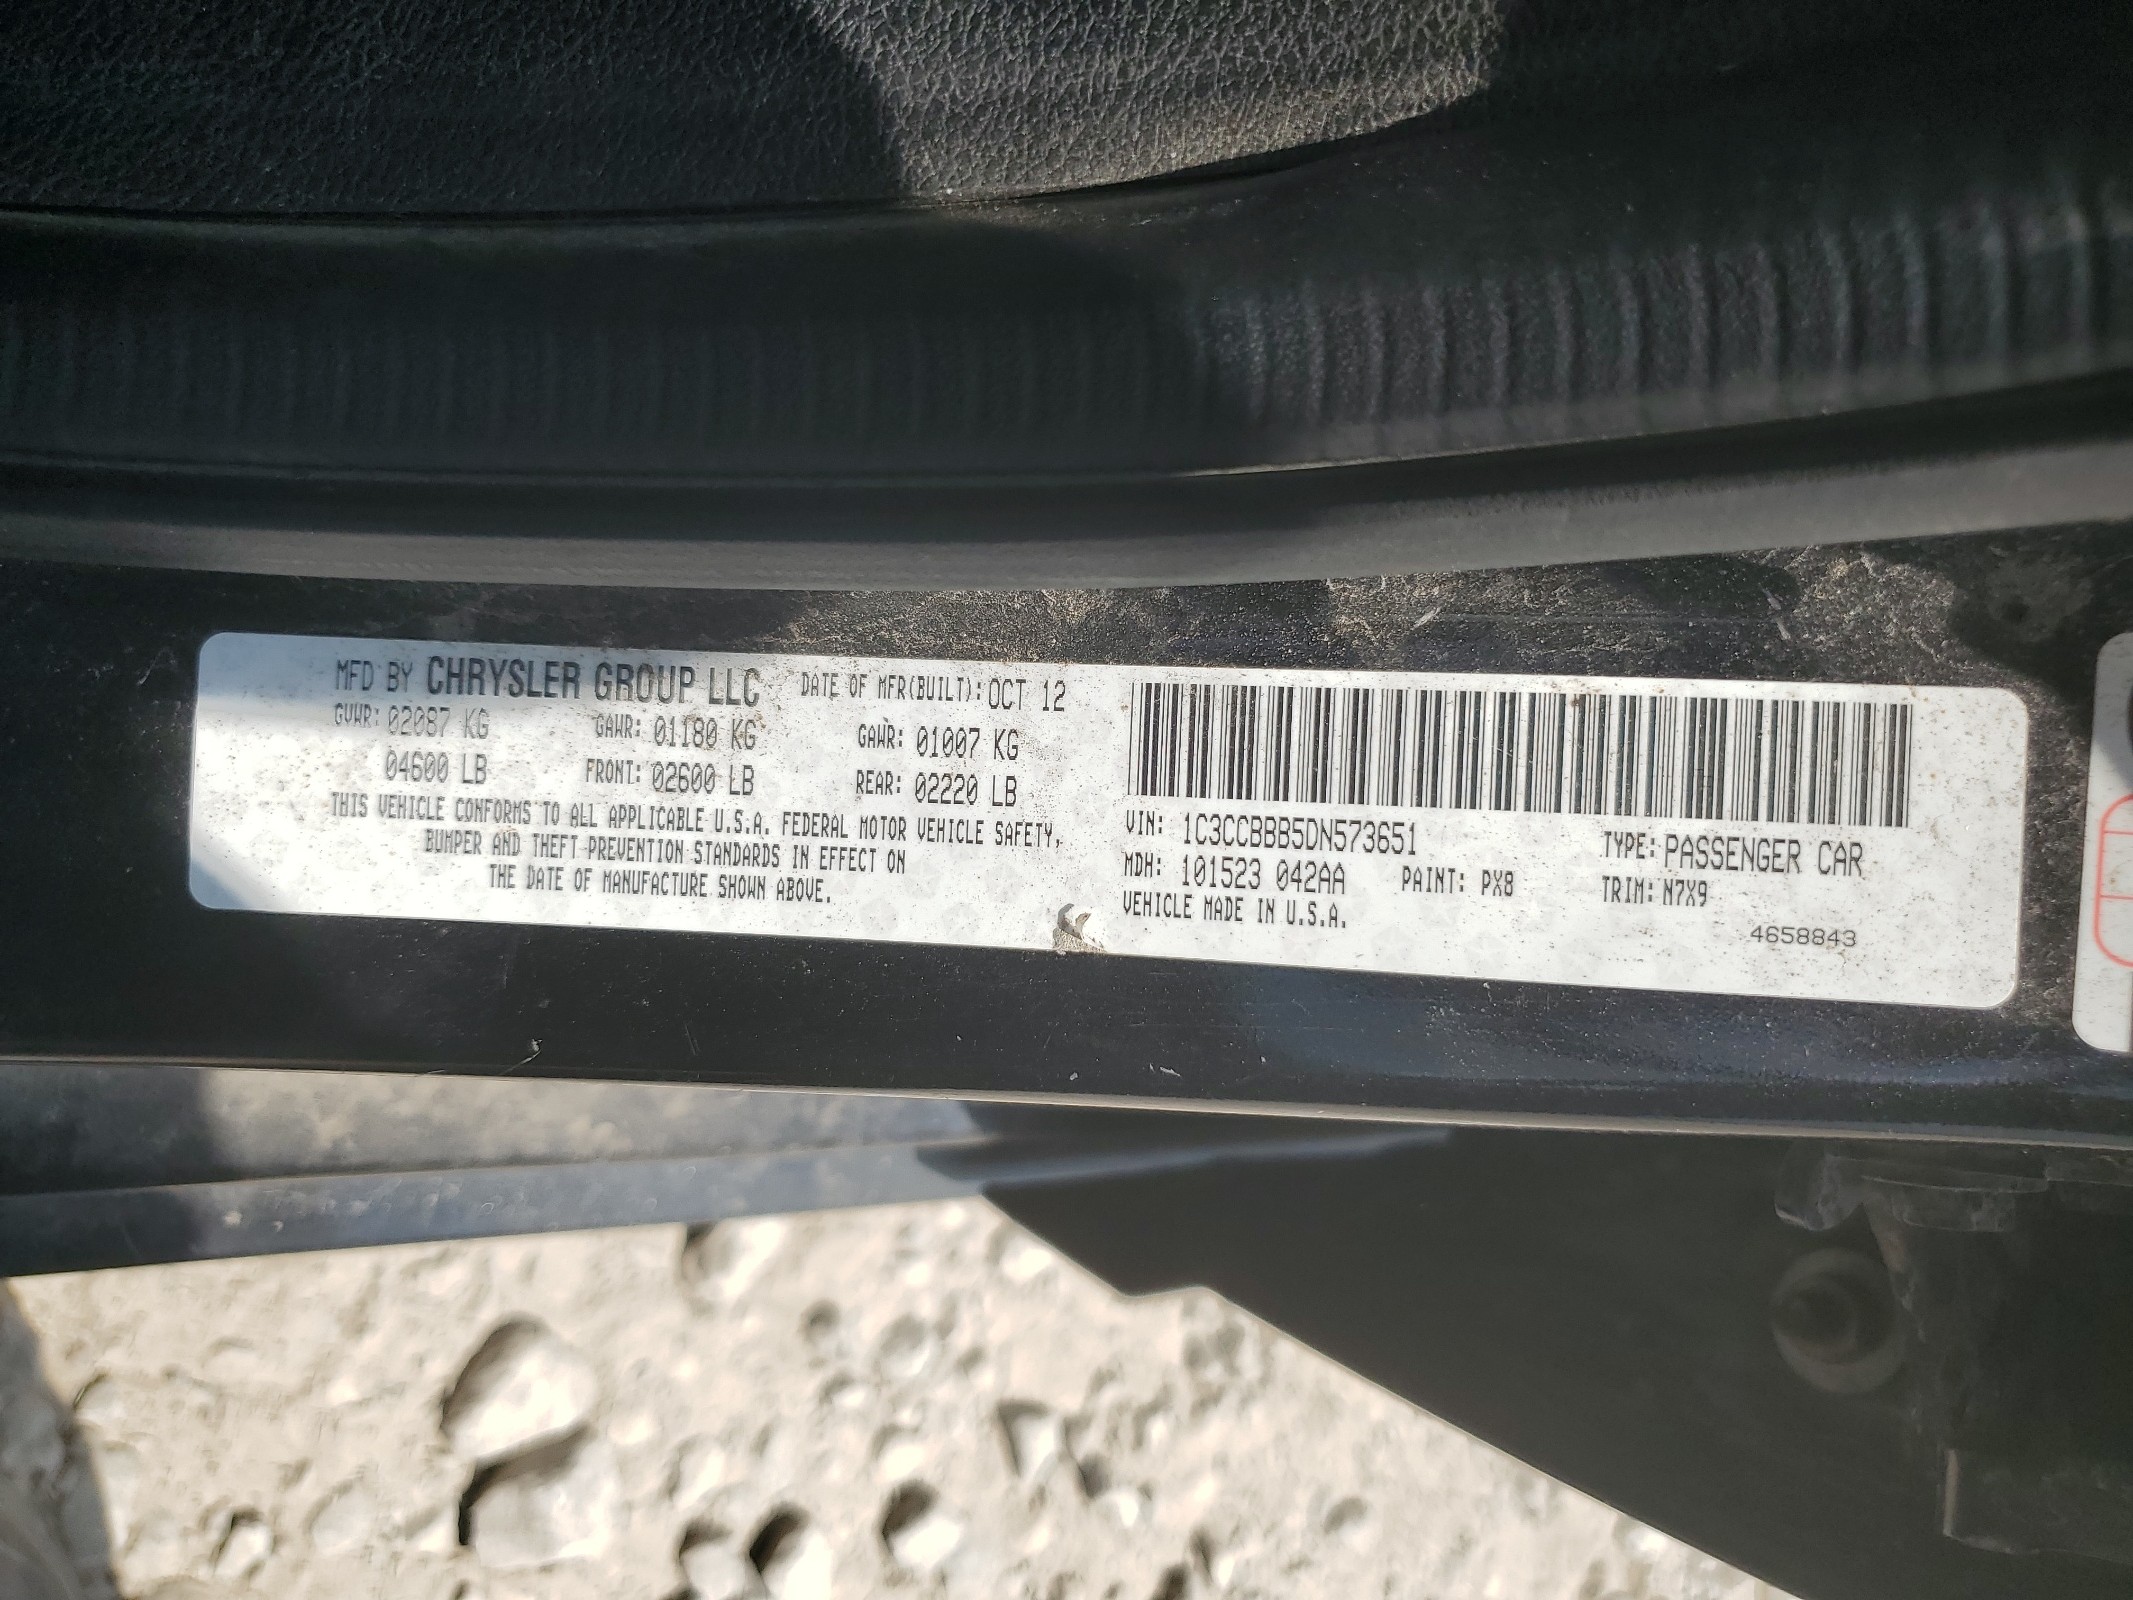 MFD BY CHRYSLER GROUP LLC DATE OF MFR(BUILT): OCT 12
GVWR: 02087 KG GAWR: 01180 KG GAWR: 01007 KG
04600 LB FRONT: 02600 LB REAR: 02220 LB
THIS VEHICLE CONFORMS TO ALL APPLICABLE U.S.A. FEDERAL MOTOR VEHICLE SAFETY,
BUMPER AND THEFT PREVENTION STANDARDS IN EFFECT ON
THE DATE OF MANUFACTURE SHOWN ABOVE.
VIN: 1C3CCBBB5DN573651 TYPE: PASSENGER CAR
MDH: 101523 042AA PAINT: PX8 TRIM: N7X9
VEHICLE MADE IN U.S.A.
4658843